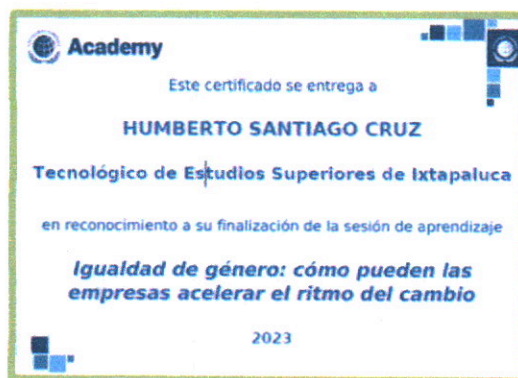 Academy
Este certificado se entrega a
HUMBERTO SANTIAGO CRUZ
Tecnológico de Estudios Superiores de Ixtapaluca
en reconocimiento a su finalización de la sesión de aprendizaje
Igualdad de género: cómo pueden las
empresas acelerar el ritmo del cambio
2023